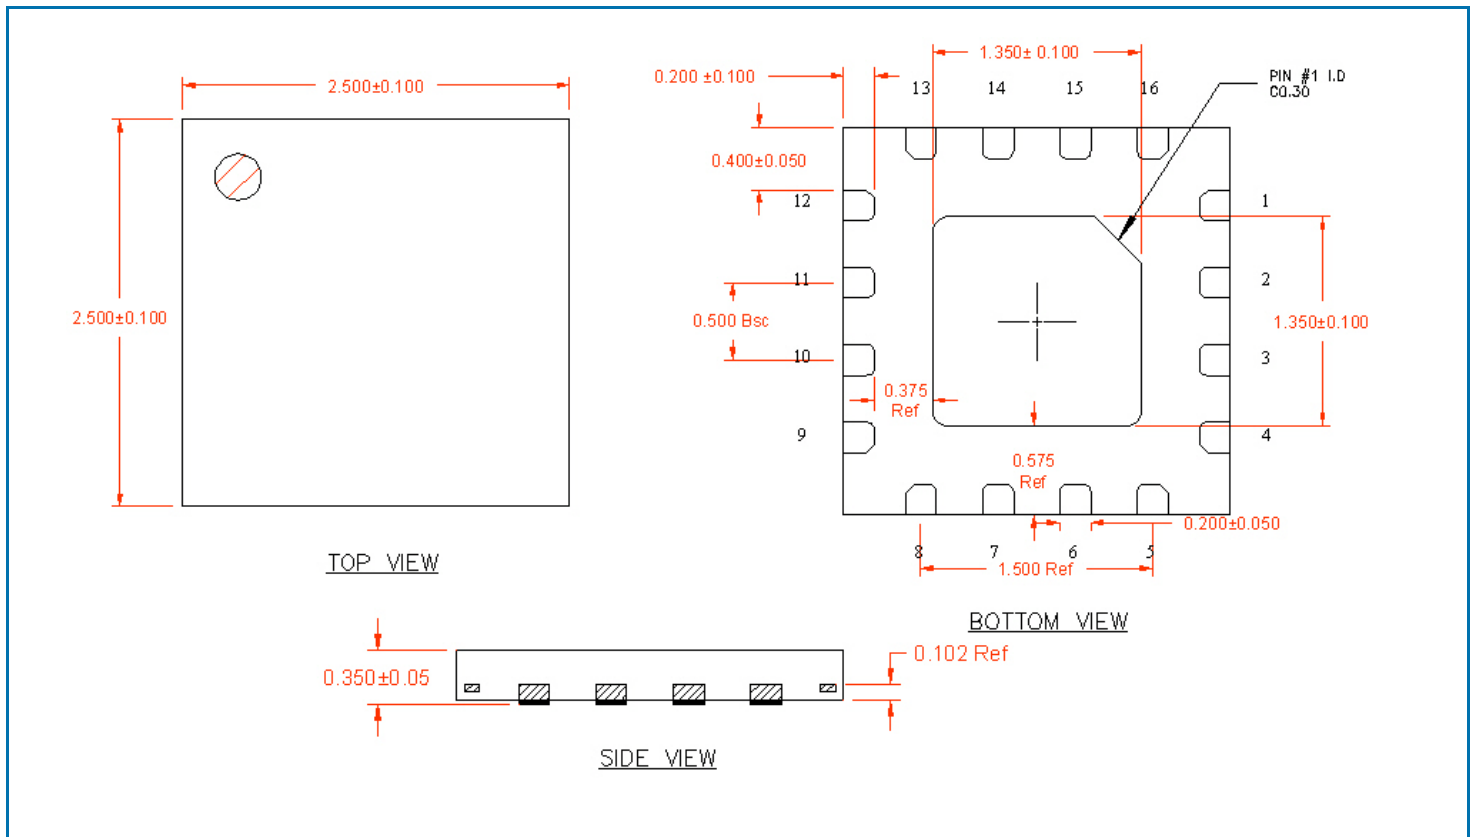 2.500±0.100
2.500±0.100
TOP VIEW
1.350± 0.100
0.200 ±0.100
13
14
15
16
PIN #1 I.D
C0.30
0.400±0.050
12
1
11
2
0.500 Bsc
1.350±0.100
10
3
0.375
Ref
9
4
0.575
Ref
0.200±0.050
8
7
6
5
1.500 Ref
BOTTOM VIEW
0.350±0.05
0.102 Ref
SIDE VIEW